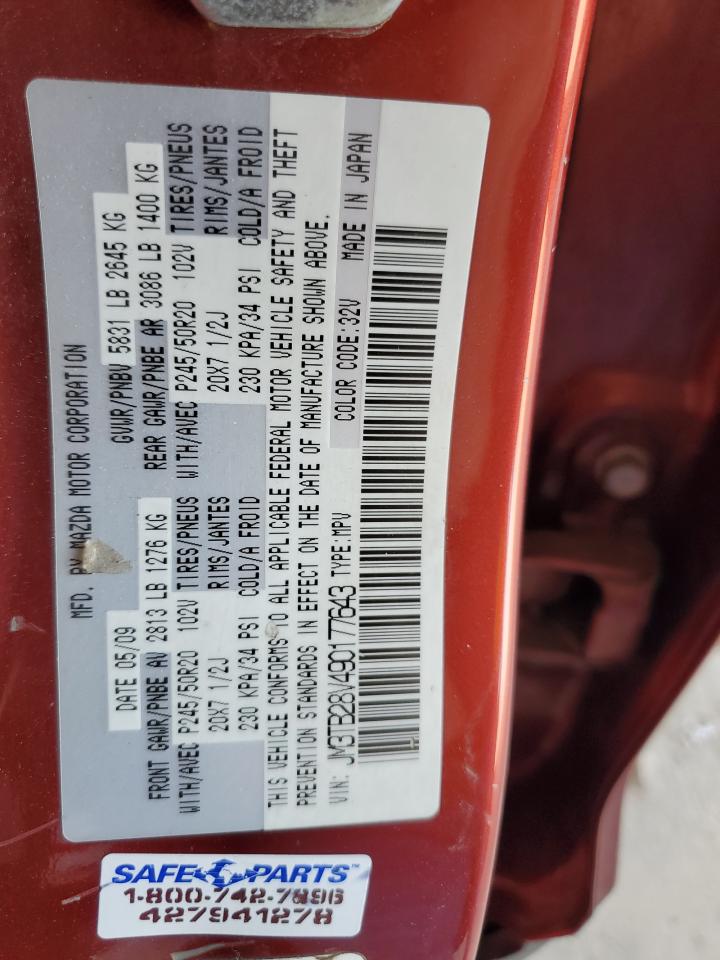 MFD. BY MAZDA MOTOR CORPORATION
DATE 05/09 GVWR/PNBV 5831 LB 2645 KG
FRONT GAWR/PNBE AV 2813 LB 1276 KG REAR GAWR/PNBE AR 3086 LB 1400 KG
WITH/AVEC P245/50R20 102V TIRES/PNEUS WITH/AVEC P245/50R20 102V TIRES/PNEUS
20X7 1/2J RIMS/JANTES 20X7 1/2J RIMS/JANTES
230 KPA/34 PSI COLD/A FROID 230 KPA/34 PSI COLD/A FROID
THIS VEHICLE CONFORMS TO ALL APPLICABLE FEDERAL MOTOR VEHICLE SAFETY AND THEFT
PREVENTION STANDARDS IN EFFECT ON THE DATE OF MANUFACTURE SHOWN ABOVE.
VIN: JM3TB28V490177643 TYPE:MPV COLOR CODE:32V MADE IN JAPAN
SAFE PARTS™
1-800-742-7896
427941278